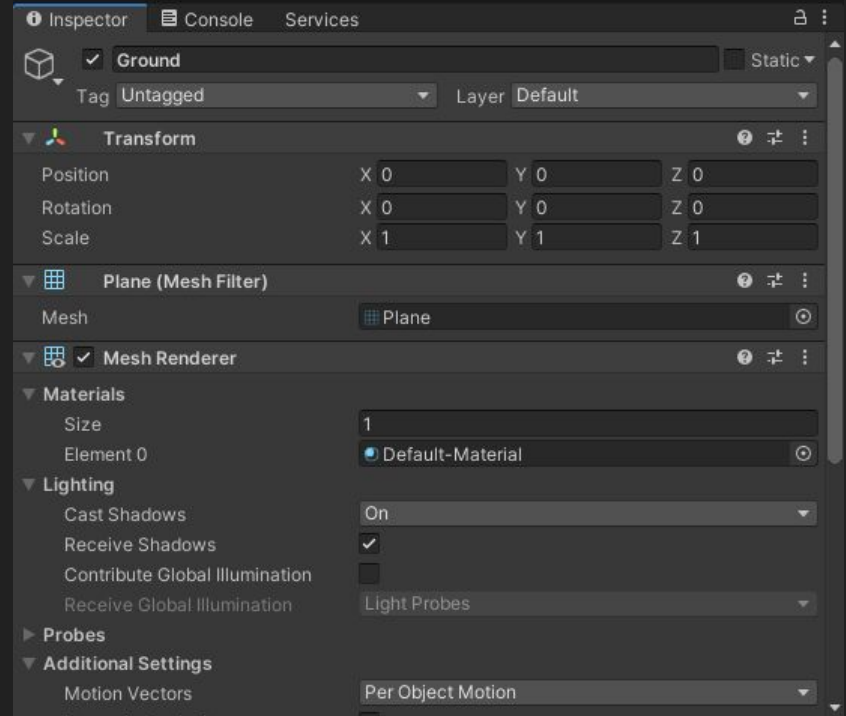 Inspector Console Services
Ground Static
Tag Untagged Layer Default
Transform
Position X 0 Y 0 Z 0
Rotation X 0 Y 0 Z 0
Scale X 1 Y 1 Z 1
Plane (Mesh Filter)
Mesh Plane
Mesh Renderer
Materials
Size 1
Element 0 Default-Material
Lighting
Cast Shadows On
Receive Shadows
Contribute Global Illumination
Receive Global Illumination Light Probes
Probes
Additional Settings
Motion Vectors Per Object Motion